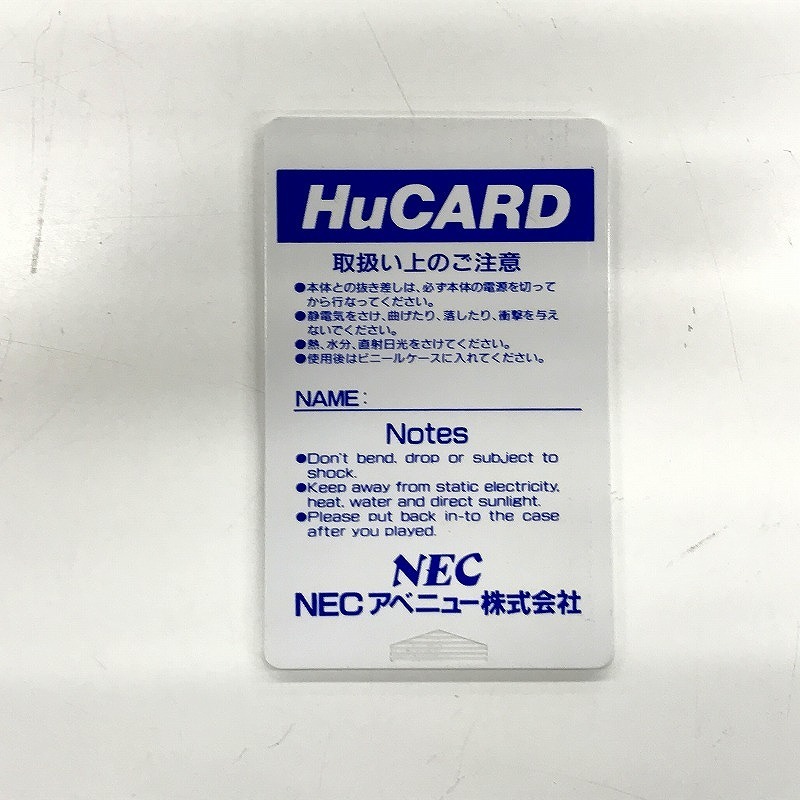 HuCARD
取扱い上のご注意
●本体との抜き差しは、必ず本体の電源を切って
から行なってください。
●静電気をさけ、曲げたり、落したり、衝撃を与え
ないでください。
●熱、水分、直射日光をさけてください。
●使用後はビニールケースに入れてください。
NAME:
Notes
●Don't bend, drop or subject to
shock.
●Keep away from static electricity,
heat, water and direct sunlight.
●Please put back in-to the case
after you played.
NEC
NECアベニュー株式会社